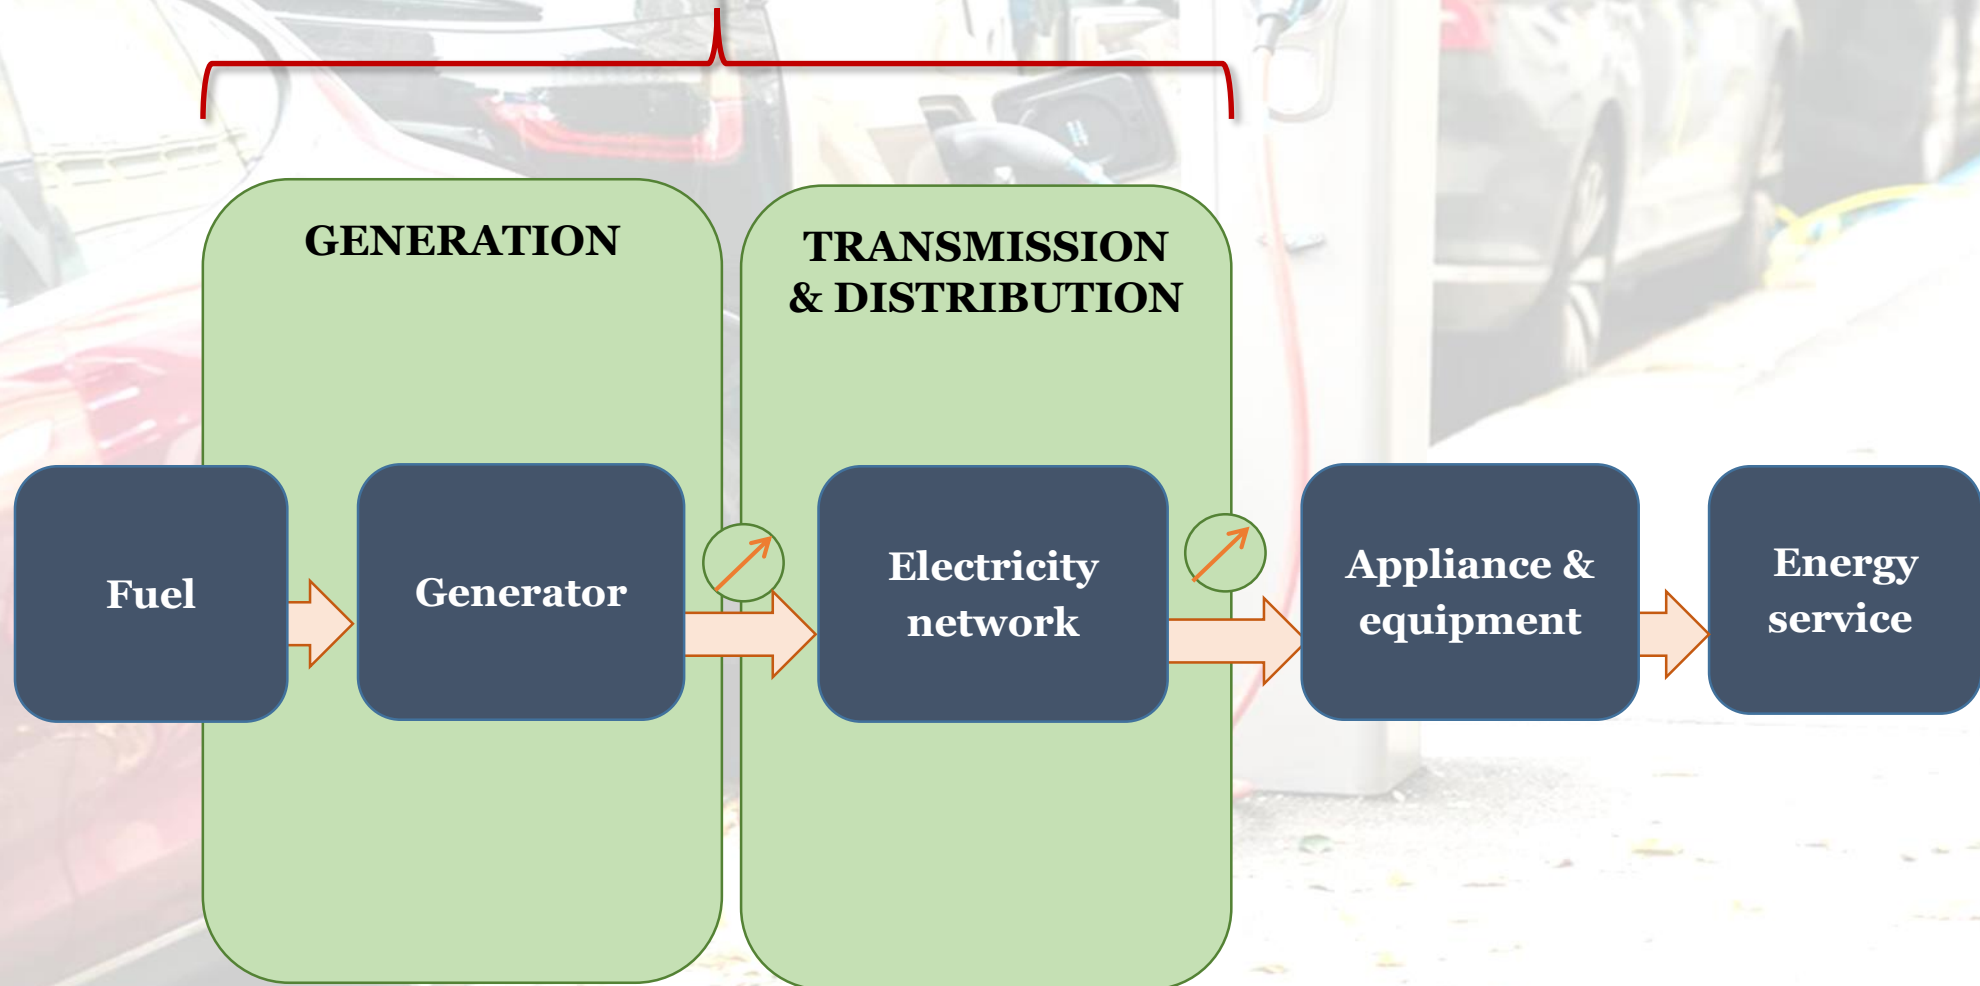 GENERATION
TRANSMISSION
& DISTRIBUTION
Fuel
Generator
Electricity
network
Appliance &
equipment
Energy
service